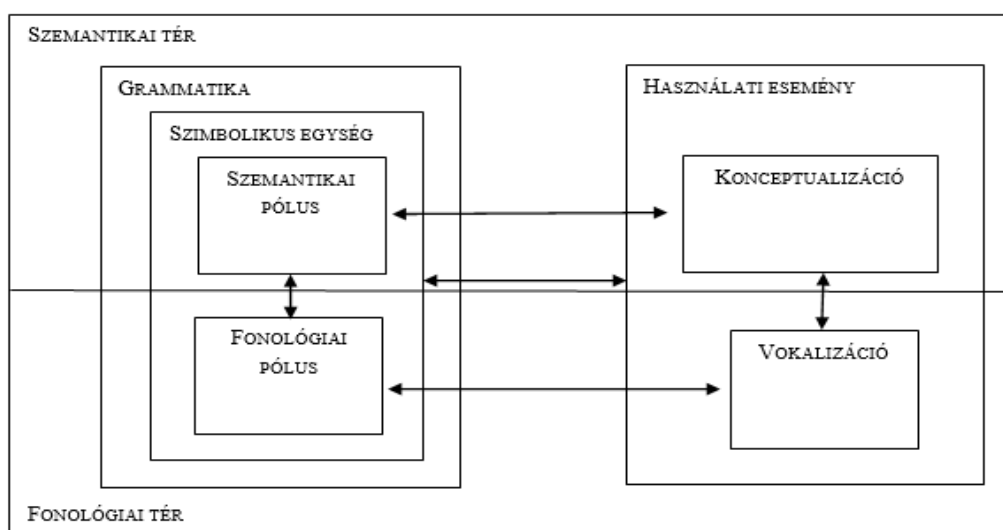 SZEMANTIKAI TÉR
GRAMMATIKA
HASZNÁLATI ESEMÉNY
SZIMBOLIKUS EGYSÉG
SZEMANTIKAI
PÓLUS
KONCEPTUALIZÁCIÓ
FONOLÓGIAI
PÓLUS
VOKALIZÁCIÓ
FONOLÓGIAI TÉR